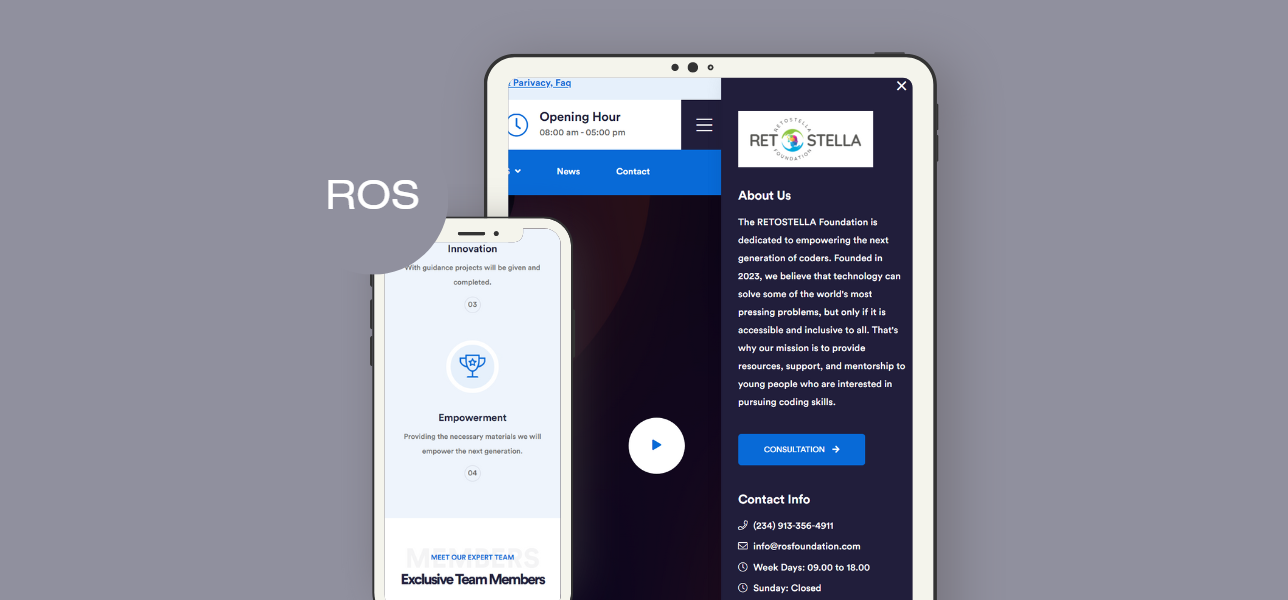 ROS
& Parivacy, Faq
Opening Hour
08:00 am - 05:00 pm
News
Contact
RETOSTELLA
RET STELLA
FOUNDATION
About Us
The RETOSTELLA Foundation is
dedicated to empowering the next
generation of coders. Founded in
2023, we believe that technology can
solve some of the world's most
pressing problems, but only if it is
accessible and inclusive to all. That's
why our mission is to provide
resources, support, and mentorship to
young people who are interested in
pursuing coding skills.
CONSULTATION
Contact Info
(234) 913-356-4911
info@rosfoundation.com
Week Days: 09.00 to 18.00
Sunday: Closed
Innovation
With guidance projects will be given and
completed.
03
Empowerment
Providing the necessary materials we will
empower the next generation.
04
MEMBERS
MEET OUR EXPERT TEAM
Exclusive Team Members